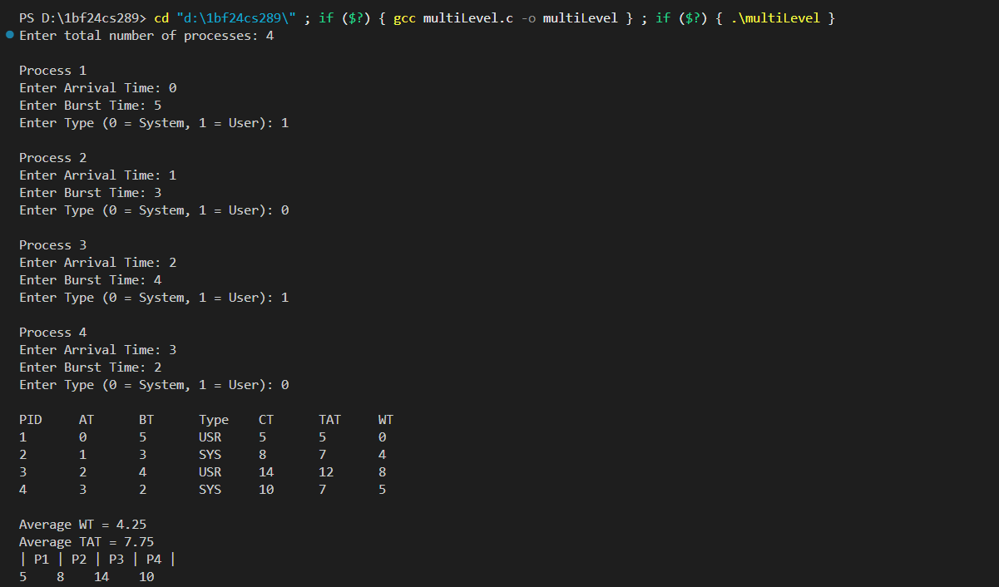 PS D:\1bf24cs289> cd "d:\1bf24cs289\" ; if ($?) { gcc multiLevel.c -o multiLevel } ; if ($?) { .\multiLevel }
Enter total number of processes: 4
Process 1
Enter Arrival Time: 0
Enter Burst Time: 5
Enter Type (0 = System, 1 = User): 1
Process 2
Enter Arrival Time: 1
Enter Burst Time: 3
Enter Type (0 = System, 1 = User): 0
Process 3
Enter Arrival Time: 2
Enter Burst Time: 4
Enter Type (0 = System, 1 = User): 1
Process 4
Enter Arrival Time: 3
Enter Burst Time: 2
Enter Type (0 = System, 1 = User): 0
PID AT BT Type CT TAT WT
1 0 5 USR 5 5 0
2 1 3 SYS 8 7 4
3 2 4 USR 14 12 8
4 3 2 SYS 10 7 5
Average WT = 4.25
Average TAT = 7.75
| P1 | P2 | P3 | P4 |
5 8 14 10